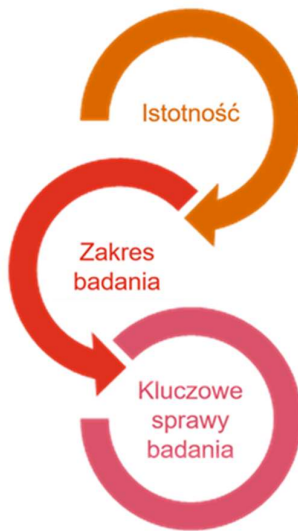 Istotność
Zakres
badania
Kluczowe
sprawy
badania